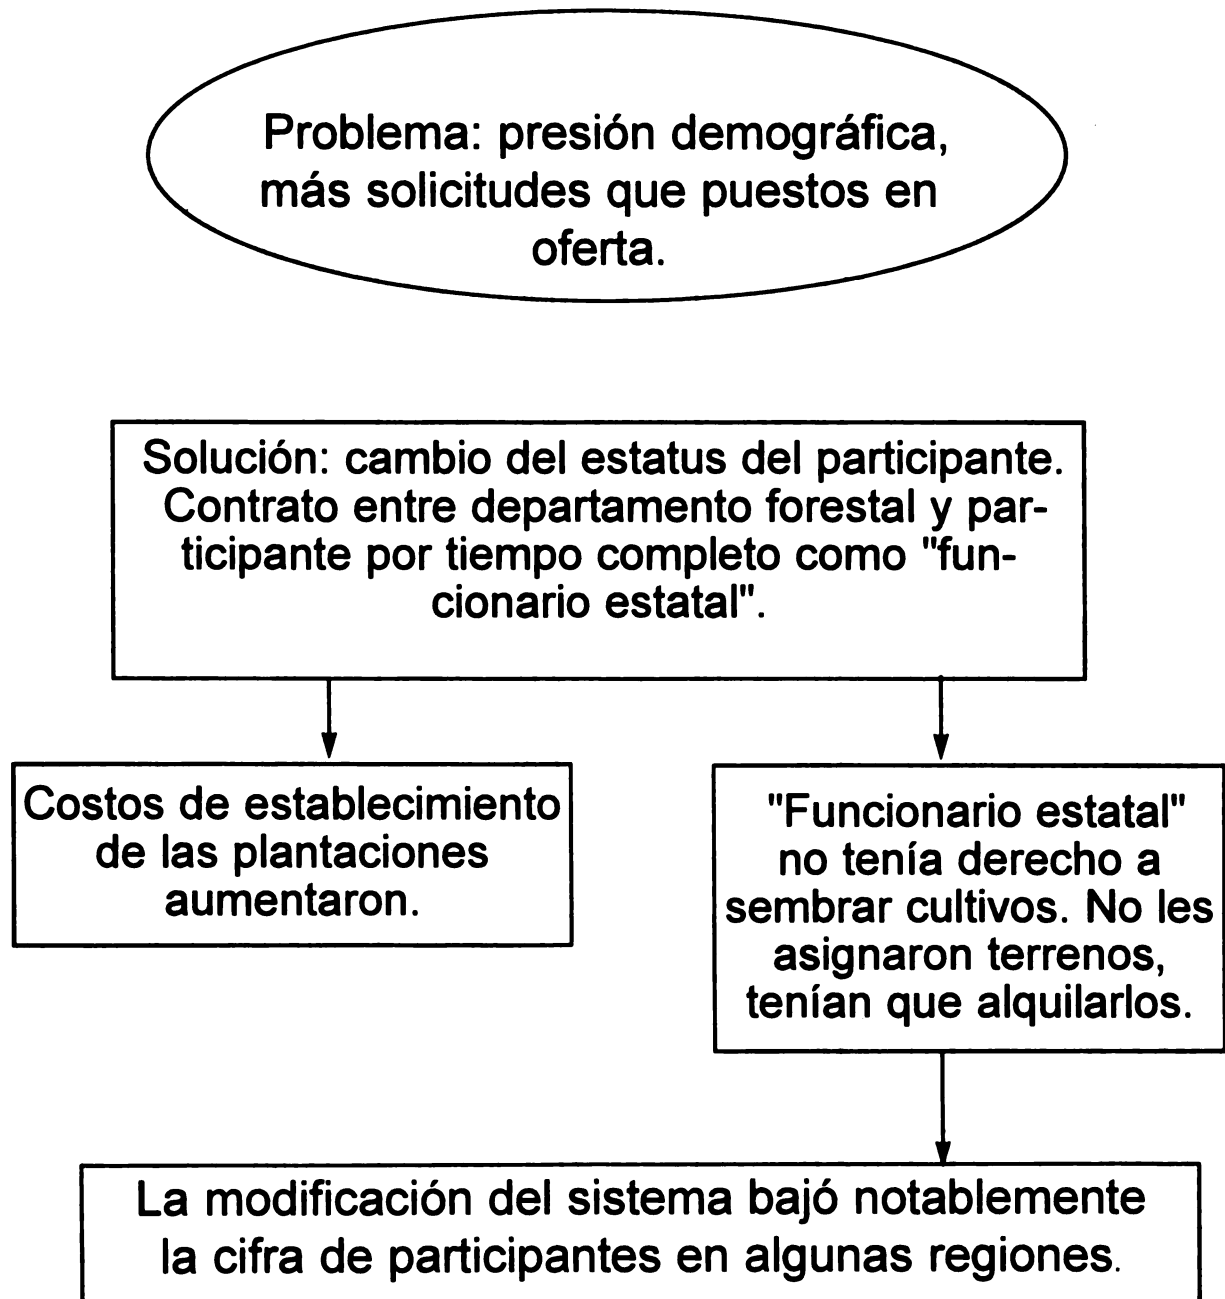 Problema: presión demográfica,
más solicitudes que puestos en
oferta.
Solución: cambio del estatus del participante.
Contrato entre departamento forestal y par-
ticipante por tiempo completo como "fun-
cionario estatal".
Costos de establecimiento
de las plantaciones
aumentaron.
"Funcionario estatal"
no tenía derecho a
sembrar cultivos. No les
asignaron terrenos,
tenían que alquilarlos.
La modificación del sistema bajó notablemente
la cifra de participantes en algunas regiones.